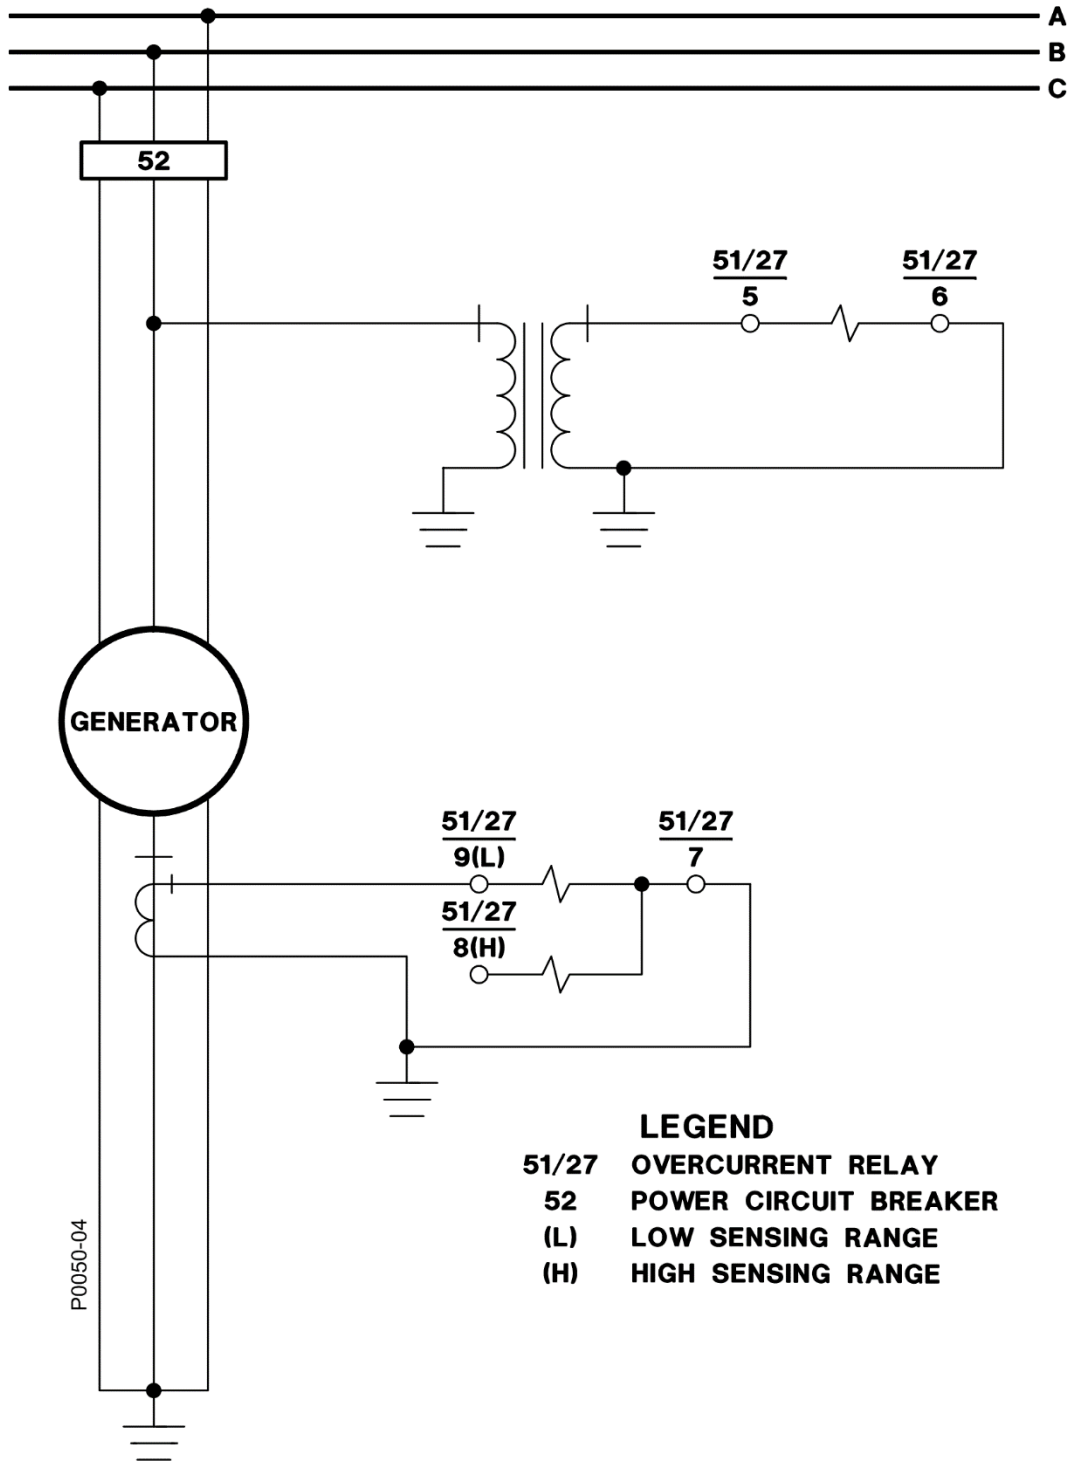 A
B
C
52
51/27
5
51/27
6
GENERATOR
51/27
9(L)
51/27
7
51/27
8(H)
LEGEND
51/27 OVERCURRENT RELAY
52 POWER CIRCUIT BREAKER
(L) LOW SENSING RANGE
(H) HIGH SENSING RANGE
P0050-04